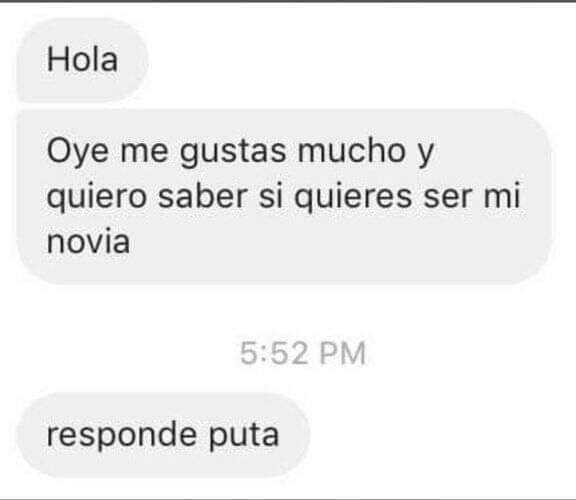 Hola
Oye me gustas mucho y
quiero saber si quieres ser mi
novia
5:52 PM
responde puta